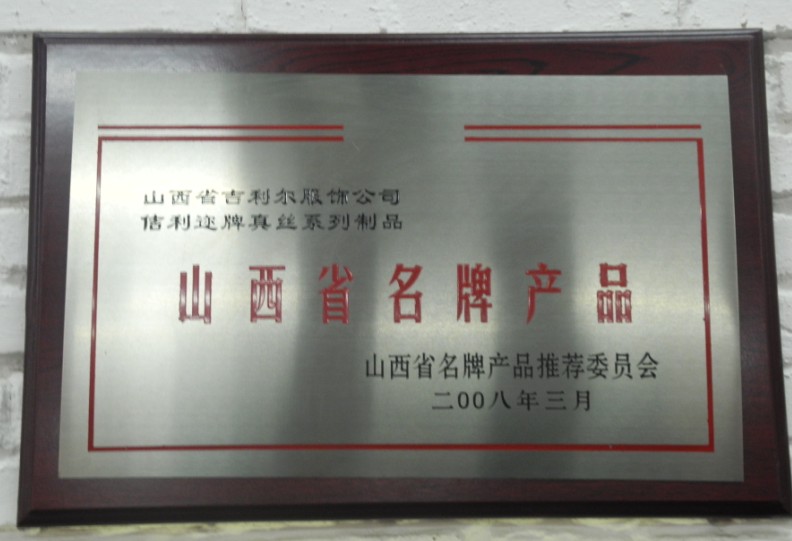 山西省吉利尔服饰公司
佶利迩牌真丝系列制品
山西省名牌产品
山西省名牌产品推荐委员会
二00八年三月